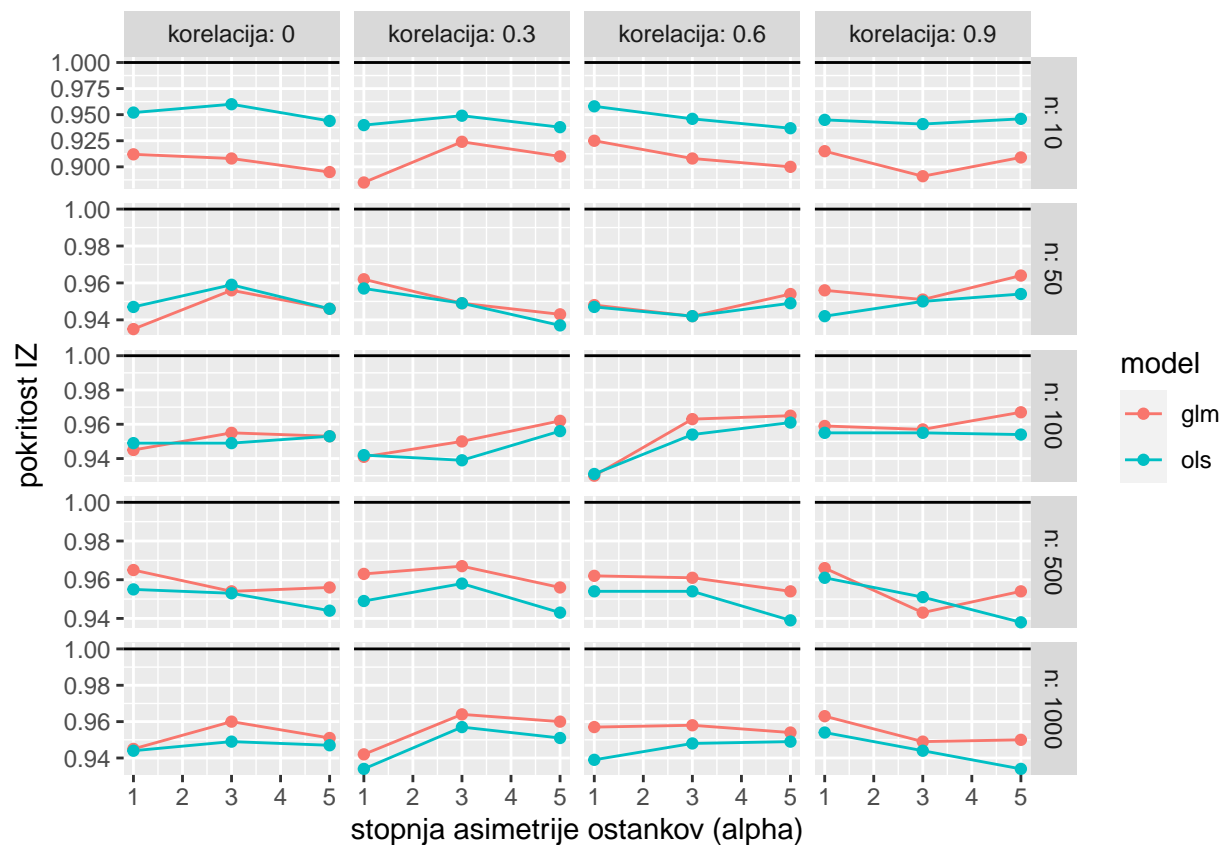 korelacija: 0 korelacija: 0.3 korelacija: 0.6 korelacija: 0.9
1.000
0.975
0.950
0.925
0.900
n: 10
1.00
0.98
0.96
0.94
n: 50
1.00
0.98
0.96
0.94
n: 100
1.00
0.98
0.96
0.94
n: 500
1.00
0.98
0.96
0.94
n: 1000
1 2 3 4 5 1 2 3 4 5 1 2 3 4 5 1 2 3 4 5
stopnja asimetrije ostankov (alpha)
pokritost IZ
model
glm
ols